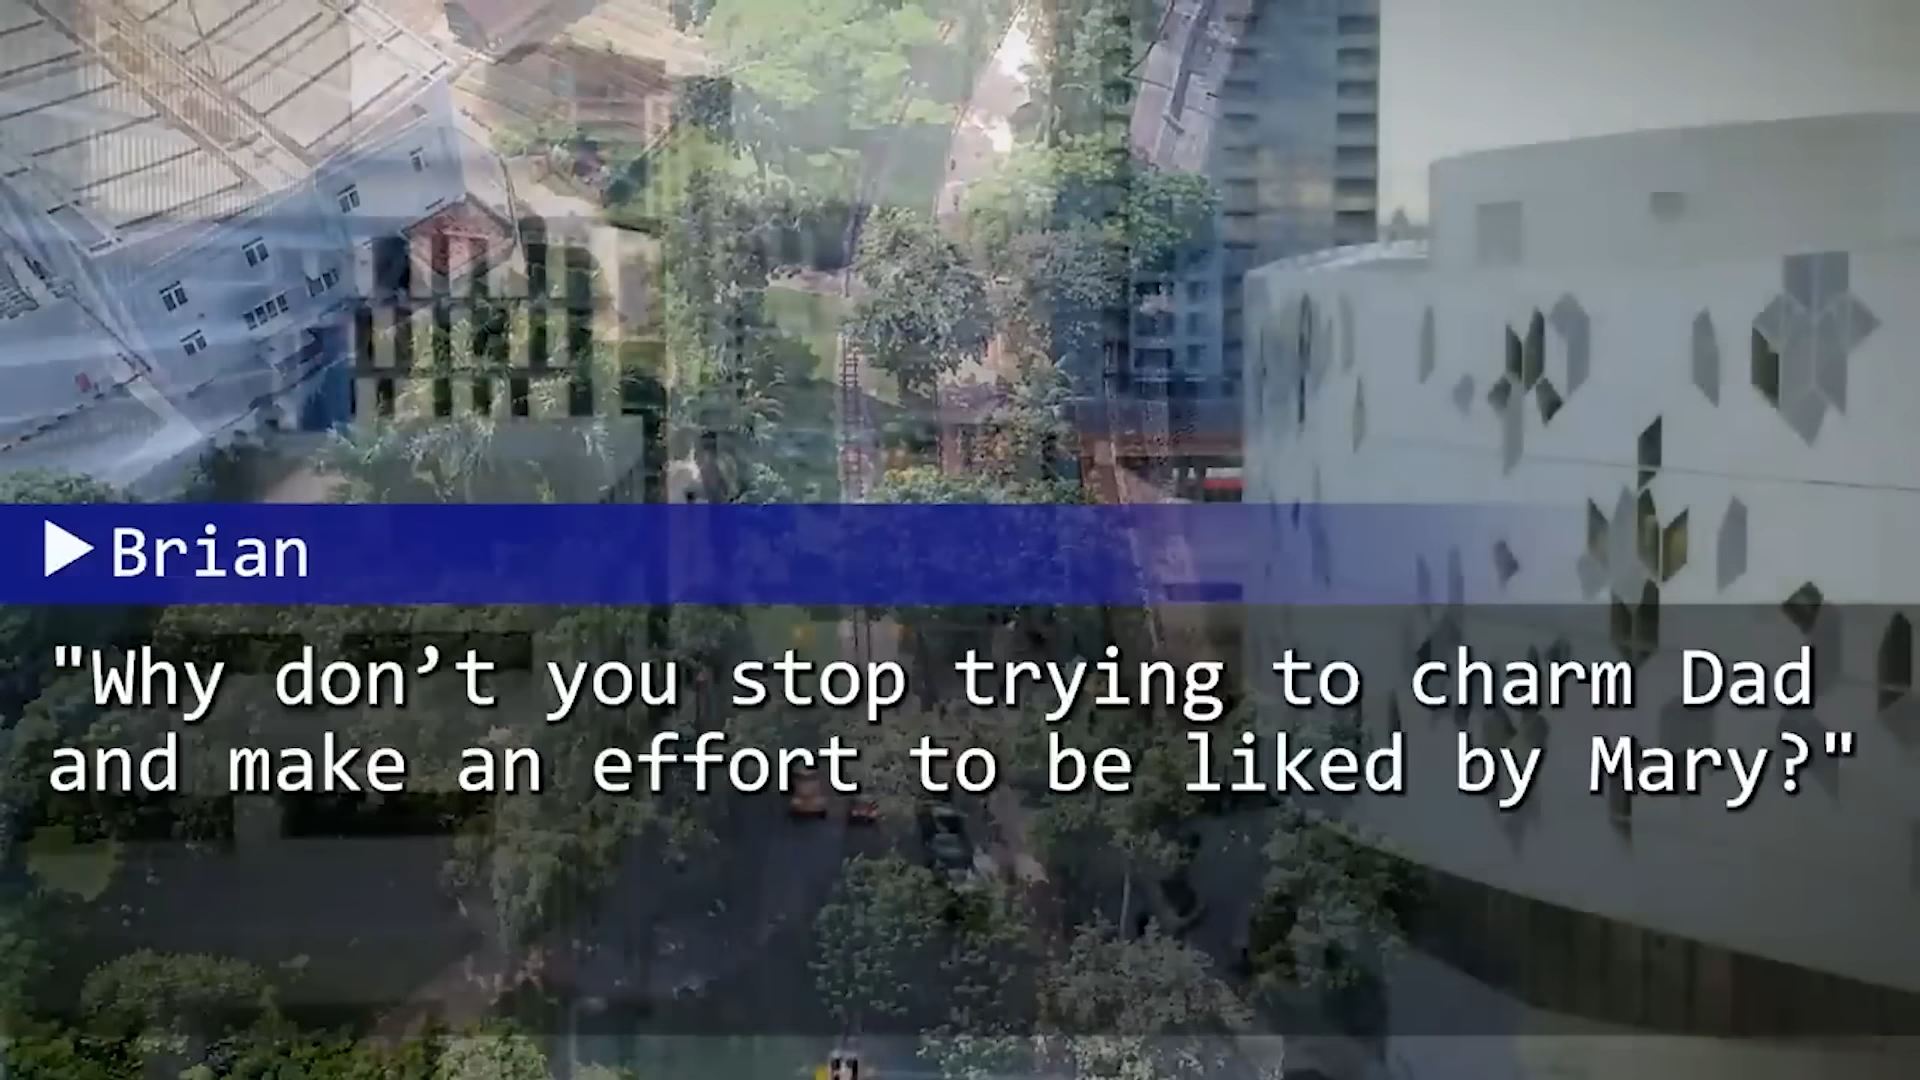 Brian
"Why don’t you stop trying to charm Dad
and make an effort to be liked by Mary?"